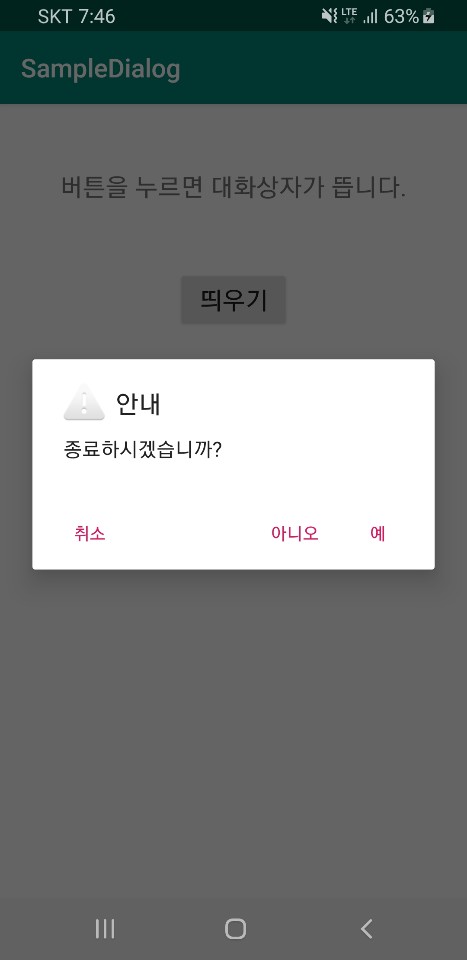 SKT 7:46 LTE 63%
SampleDialog
버튼을 누르면 대화상자가 뜹니다.
띄우기
안내
종료하시겠습니까?
취소 아니오 예